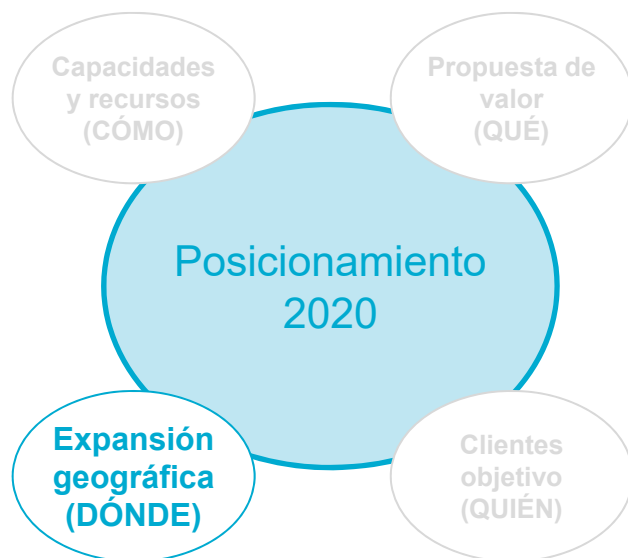 Capacidades
y recursos
(CÓMO)
Propuesta de
valor
(QUÉ)
Posicionamiento
2020
Expansión
geográfica
(DÓNDE)
Clientes
objetivo
(QUIÉN)